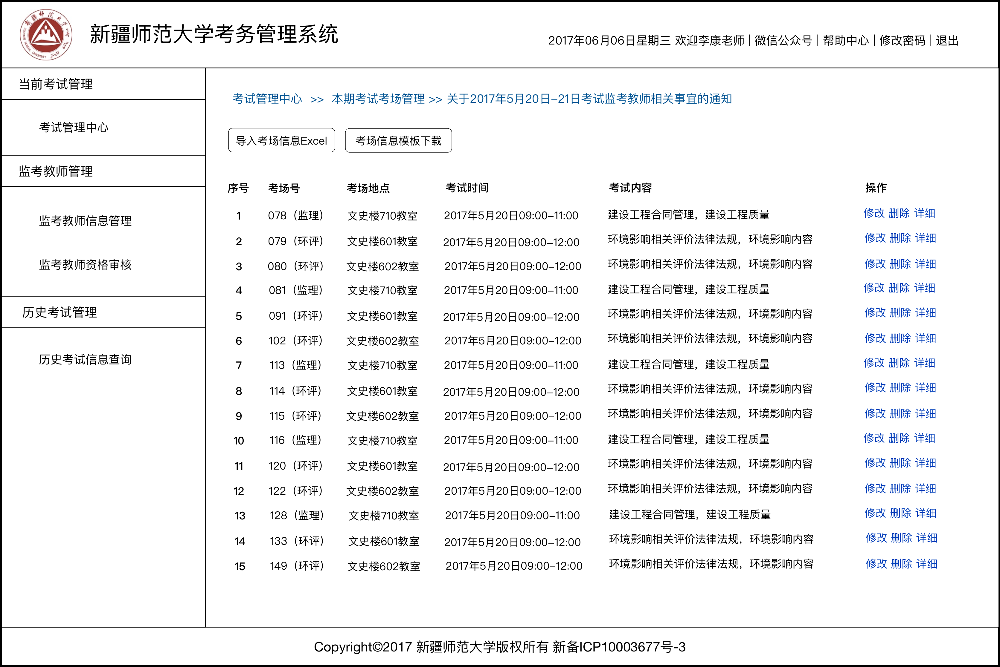 新疆师范大学
XINJIANG NORMAL UNIVERSITY
新疆师范大学考务管理系统
2017年06月06日星期三 欢迎李康老师 | 微信公众号 | 帮助中心 | 修改密码 | 退出
当前考试管理
考试管理中心
监考教师管理
监考教师信息管理
监考教师资格审核
历史考试管理
历史考试信息查询
考试管理中心 >> 本期考试考场管理 >> 关于2017年5月20日–21日考试监考教师相关事宜的通知
导入考场信息Excel 考场信息模板下载
序号 考场号 考场地点 考试时间 考试内容 操作
1 078（监理） 文史楼710教室 2017年5月20日09:00–11:00 建设工程合同管理，建设工程质量 修改 删除 详细
2 079（环评） 文史楼601教室 2017年5月20日09:00–12:00 环境影响相关评价法律法规，环境影响内容 修改 删除 详细
3 080（环评） 文史楼602教室 2017年5月20日09:00–12:00 环境影响相关评价法律法规，环境影响内容 修改 删除 详细
4 081（监理） 文史楼710教室 2017年5月20日09:00–11:00 建设工程合同管理，建设工程质量 修改 删除 详细
5 091（环评） 文史楼601教室 2017年5月20日09:00–12:00 环境影响相关评价法律法规，环境影响内容 修改 删除 详细
6 102（环评） 文史楼602教室 2017年5月20日09:00–12:00 环境影响相关评价法律法规，环境影响内容 修改 删除 详细
7 113（监理） 文史楼710教室 2017年5月20日09:00–11:00 建设工程合同管理，建设工程质量 修改 删除 详细
8 114（环评） 文史楼601教室 2017年5月20日09:00–12:00 环境影响相关评价法律法规，环境影响内容 修改 删除 详细
9 115（环评） 文史楼602教室 2017年5月20日09:00–12:00 环境影响相关评价法律法规，环境影响内容 修改 删除 详细
10 116（监理） 文史楼710教室 2017年5月20日09:00–11:00 建设工程合同管理，建设工程质量 修改 删除 详细
11 120（环评） 文史楼601教室 2017年5月20日09:00–12:00 环境影响相关评价法律法规，环境影响内容 修改 删除 详细
12 122（环评） 文史楼602教室 2017年5月20日09:00–12:00 环境影响相关评价法律法规，环境影响内容 修改 删除 详细
13 128（监理） 文史楼710教室 2017年5月20日09:00–11:00 建设工程合同管理，建设工程质量 修改 删除 详细
14 133（环评） 文史楼601教室 2017年5月20日09:00–12:00 环境影响相关评价法律法规，环境影响内容 修改 删除 详细
15 149（环评） 文史楼602教室 2017年5月20日09:00–12:00 环境影响相关评价法律法规，环境影响内容 修改 删除 详细
Copyright©2017 新疆师范大学版权所有 新备ICP10003677号-3